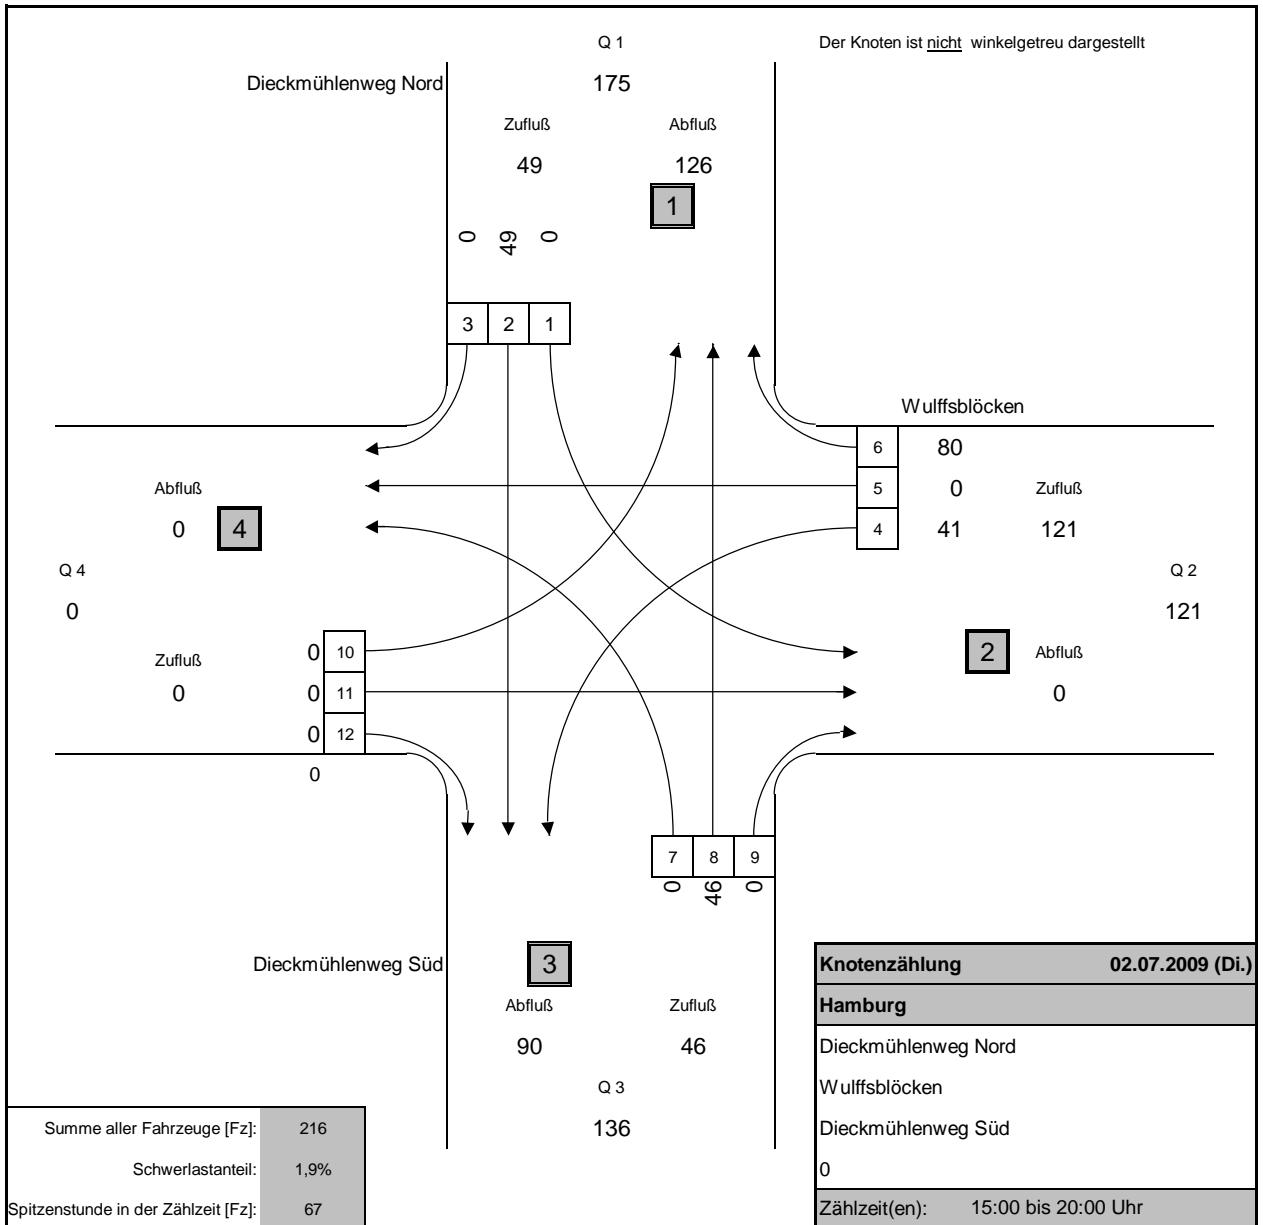 Q 1
Der Knoten ist nicht winkelgetreu dargestellt
Dieckmühlenweg Nord
175
Zufluß
Abfluß
49
126
1
0
49
0
3
2
1
Wulffsblöcken
6
80
5
0
4
41
Zufluß
121
Q 2
121
2
Abfluß
0
Abfluß
0
4
Q 4
0
Zufluß
0
0
10
0
11
0
12
0
7
8
9
0
46
0
Dieckmühlenweg Süd
3
Abfluß
Zufluß
90
46
Q 3
136
Summe aller Fahrzeuge [Fz]: 216
Schwerlastanteil: 1,9%
Spitzenstunde in der Zählzeit [Fz]: 67
Knotenzählung 02.07.2009 (Di.)
Hamburg
Dieckmühlenweg Nord
Wulffsblöcken
Dieckmühlenweg Süd
0
Zählzeit(en): 15:00 bis 20:00 Uhr